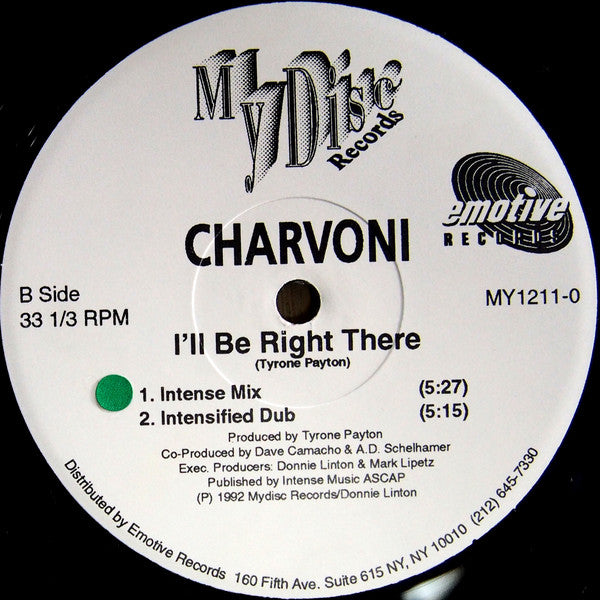 My Disc
Records
emotive
RECORDS
CHARVONI
B Side
33 1/3 RPM
MY1211-0
I'll Be Right There
(Tyrone Payton)
1. Intense Mix (5:27)
2. Intensified Dub (5:15)
Produced by Tyrone Payton
Co-Produced by Dave Camacho & A.D. Schelhamer
Exec. Producers: Donnie Linton & Mark Lipetz
Published by Intense Music ASCAP
(P) 1992 Mydisc Records/Donnie Linton
Distributed by Emotive Records 160 Fifth Ave. Suite 615 NY, NY 10010 (212) 645-7330